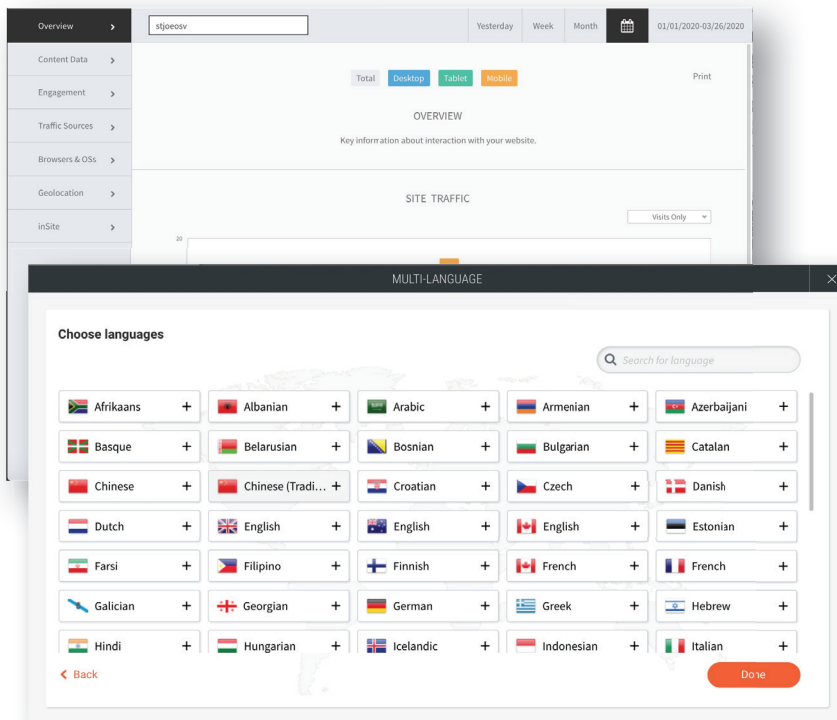 Overview
stjoeosv
Yesterday Week Month 01/01/2020-03/26/2020
Content Data
Total Desktop Tablet Mobile Print
Engagement
OVERVIEW
Traffic Sources
Key information about interaction with your website.
Browsers & OSs
Geolocation
SITE TRAFFIC
inSite
Visits Only
20
MULTI-LANGUAGE
Choose languages
Search for language
Afrikaans + Albanian + Arabic + Armenian + Azerbaijani +
Basque + Belarusian + Bosnian + Bulgarian + Catalan +
Chinese + Chinese (Tradi... + Croatian + Czech + Danish +
Dutch + English + English + English + Estonian +
Farsi + Filipino + Finnish + French + French +
Galician + Georgian + German + Greek + Hebrew +
Hindi + Hungarian + Icelandic + Indonesian + Italian +
Back
Done